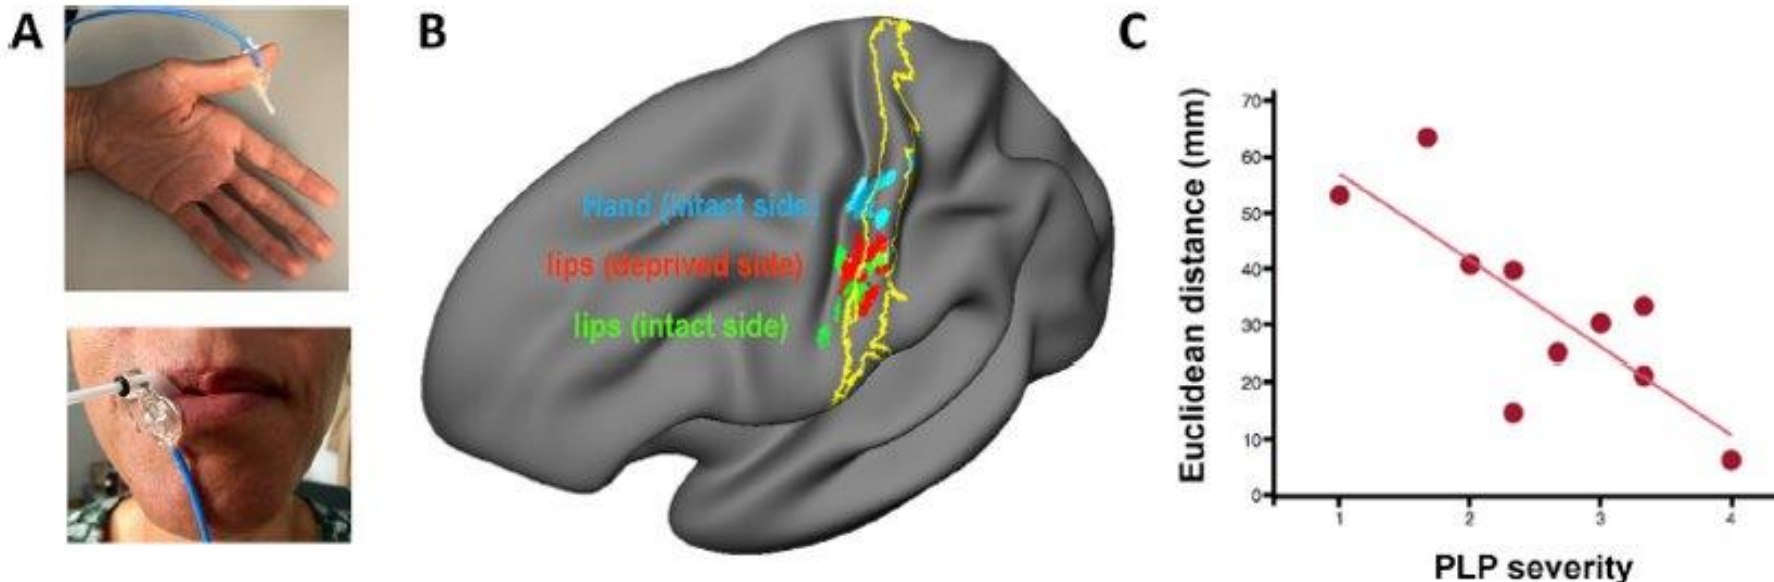 A
B
C
Hand (intact side)
lips (deprived side)
lips (intact side)
Euclidean distance (mm)
70
60
50
40
30
20
10
0
1 2 3 4
PLP severity